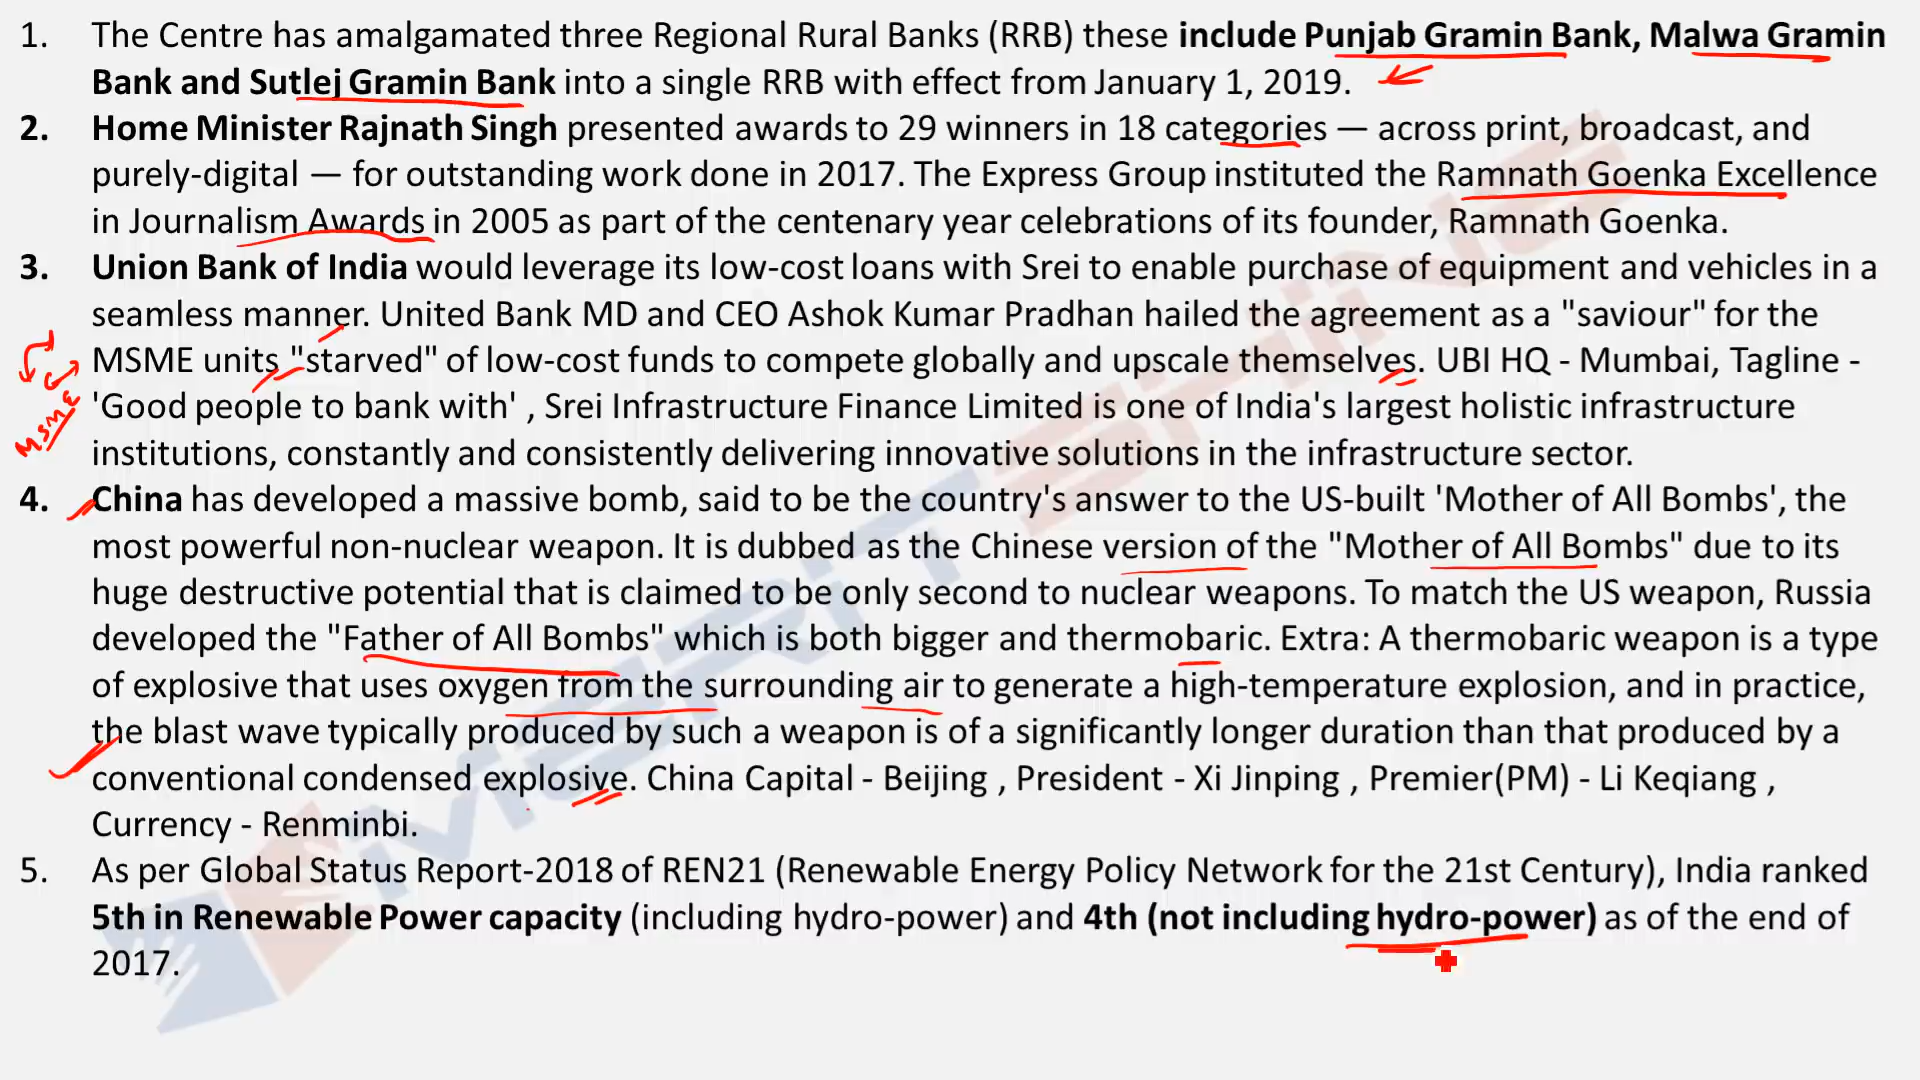 1. The Centre has amalgamated three Regional Rural Banks (RRB) these include Punjab Gramin Bank, Malwa Gramin
Bank and Sutlej Gramin Bank into a single RRB with effect from January 1, 2019.
2. Home Minister Rajnath Singh presented awards to 29 winners in 18 categories — across print, broadcast, and
purely-digital — for outstanding work done in 2017. The Express Group instituted the Ramnath Goenka Excellence
in Journalism Awards in 2005 as part of the centenary year celebrations of its founder, Ramnath Goenka.
3. Union Bank of India would leverage its low-cost loans with Srei to enable purchase of equipment and vehicles in a
seamless manner. United Bank MD and CEO Ashok Kumar Pradhan hailed the agreement as a "saviour" for the
MSME units "starved" of low-cost funds to compete globally and upscale themselves. UBI HQ - Mumbai, Tagline -
'Good people to bank with' , Srei Infrastructure Finance Limited is one of India's largest holistic infrastructure
MSME
institutions, constantly and consistently delivering innovative solutions in the infrastructure sector.
4. China has developed a massive bomb, said to be the country's answer to the US-built 'Mother of All Bombs', the
most powerful non-nuclear weapon. It is dubbed as the Chinese version of the "Mother of All Bombs" due to its
huge destructive potential that is claimed to be only second to nuclear weapons. To match the US weapon, Russia
developed the "Father of All Bombs" which is both bigger and thermobaric. Extra: A thermobaric weapon is a type
of explosive that uses oxygen from the surrounding air to generate a high-temperature explosion, and in practice,
the blast wave typically produced by such a weapon is of a significantly longer duration than that produced by a
conventional condensed explosive. China Capital - Beijing , President - Xi Jinping , Premier(PM) - Li Keqiang ,
Currency - Renminbi.
5. As per Global Status Report-2018 of REN21 (Renewable Energy Policy Network for the 21st Century), India ranked
5th in Renewable Power capacity (including hydro-power) and 4th (not including hydro-power) as of the end of
2017.